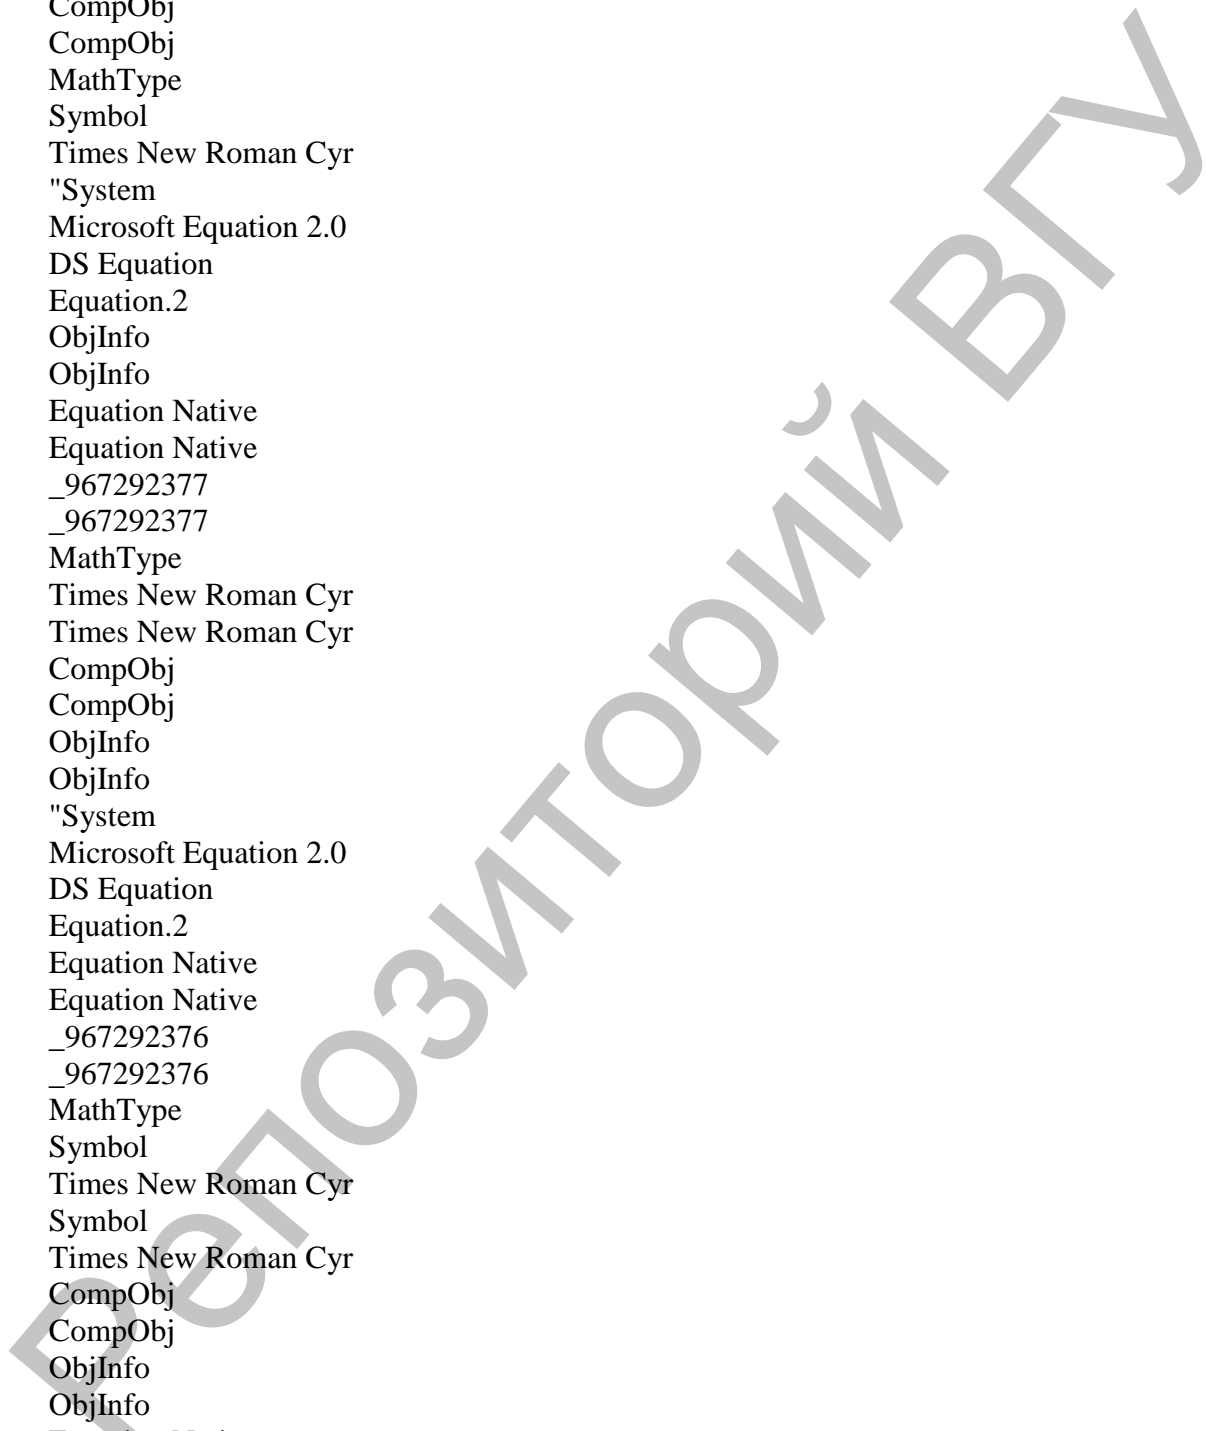 CompObj
CompObj
MathType
Symbol
Times New Roman Cyr
"System
Microsoft Equation 2.0
DS Equation
Equation.2
ObjInfo
ObjInfo
Equation Native
Equation Native
_967292377
_967292377
MathType
Times New Roman Cyr
Times New Roman Cyr
CompObj
CompObj
ObjInfo
ObjInfo
"System
Microsoft Equation 2.0
DS Equation
Equation.2
Equation Native
Equation Native
_967292376
_967292376
MathType
Symbol
Times New Roman Cyr
Symbol
Times New Roman Cyr
CompObj
CompObj
ObjInfo
ObjInfo
Репозиторий ВГУ